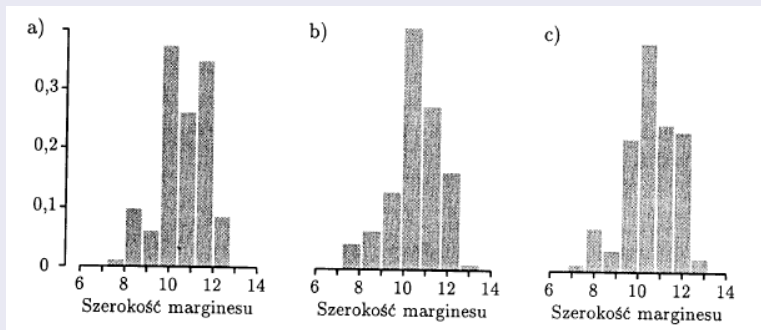 a)
0,3
0,2
0,1
0
6 8 10 12 14
Szerokość marginesu
b)
6 8 10 12 14
Szerokość marginesu
c)
6 8 10 12 14
Szerokość marginesu